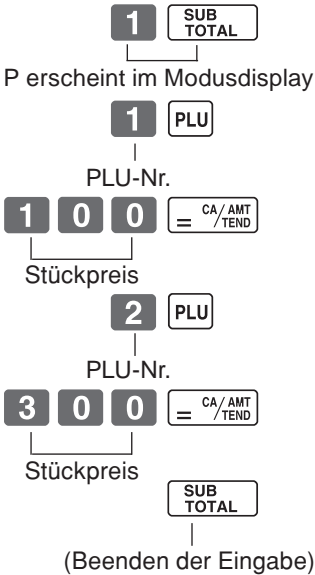 1 SUB TOTAL
P erscheint im Modusdisplay
1 PLU
PLU-Nr.
1 0 0 = CA/AMT/TEND
Stückpreis
2 PLU
PLU-Nr.
3 0 0 = CA/AMT/TEND
Stückpreis
SUB TOTAL
(Beenden der Eingabe)